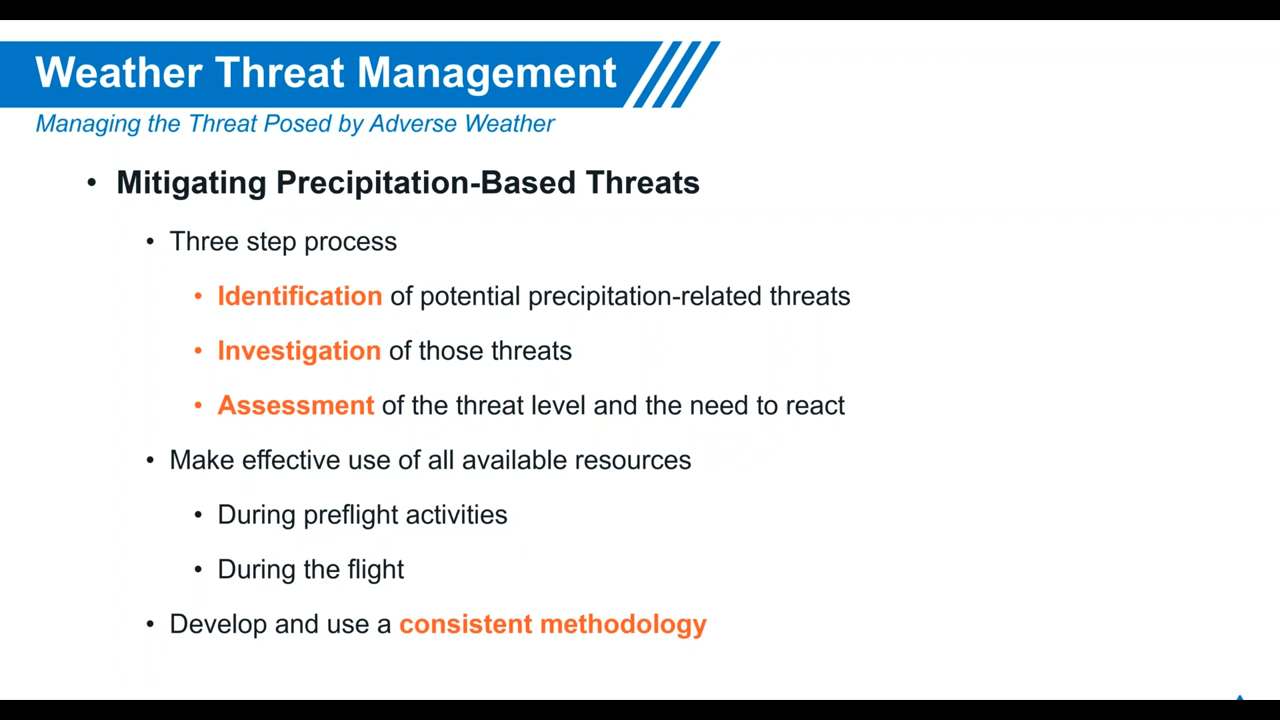 Weather Threat Management
Managing the Threat Posed by Adverse Weather
• Mitigating Precipitation-Based Threats
• Three step process
• Identification of potential precipitation-related threats
• Investigation of those threats
• Assessment of the threat level and the need to react
• Make effective use of all available resources
• During preflight activities
• During the flight
• Develop and use a consistent methodology